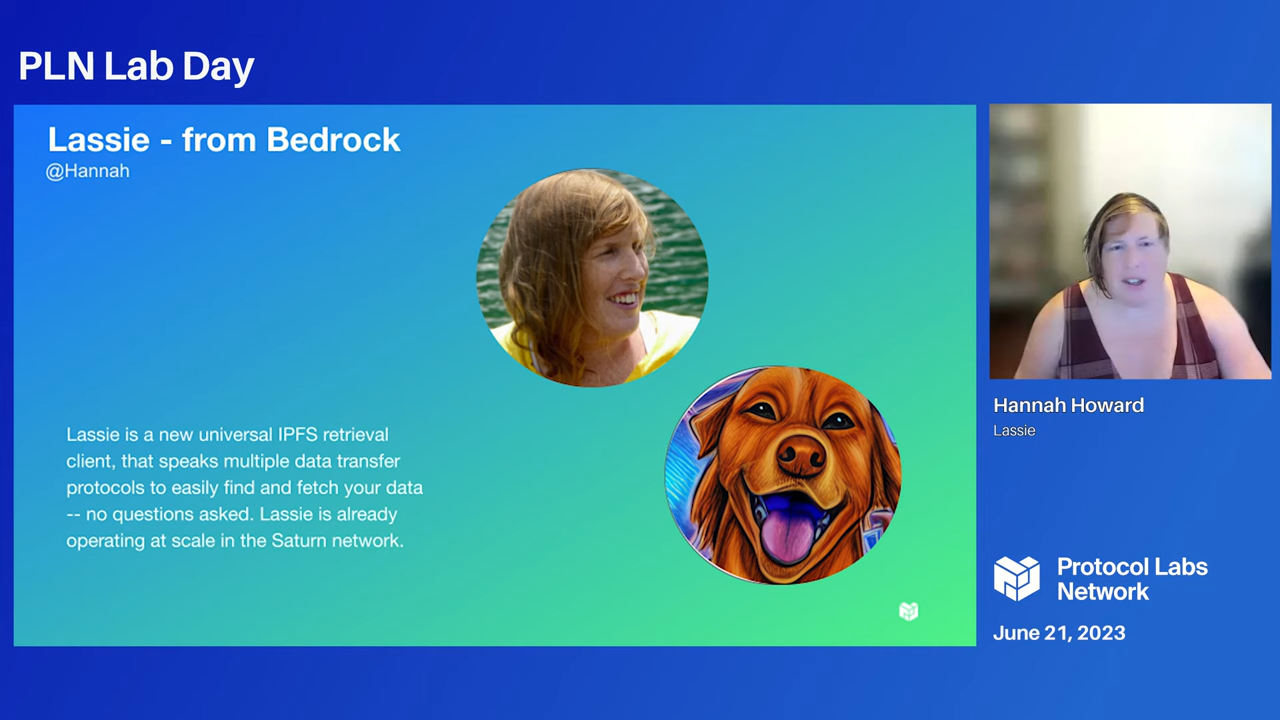 PLN Lab Day
Lassie - from Bedrock
@Hannah
Lassie is a new universal IPFS retrieval
client, that speaks multiple data transfer
protocols to easily find and fetch your data
-- no questions asked. Lassie is already
operating at scale in the Saturn network.
Hannah Howard
Lassie
Protocol Labs
Network
June 21, 2023